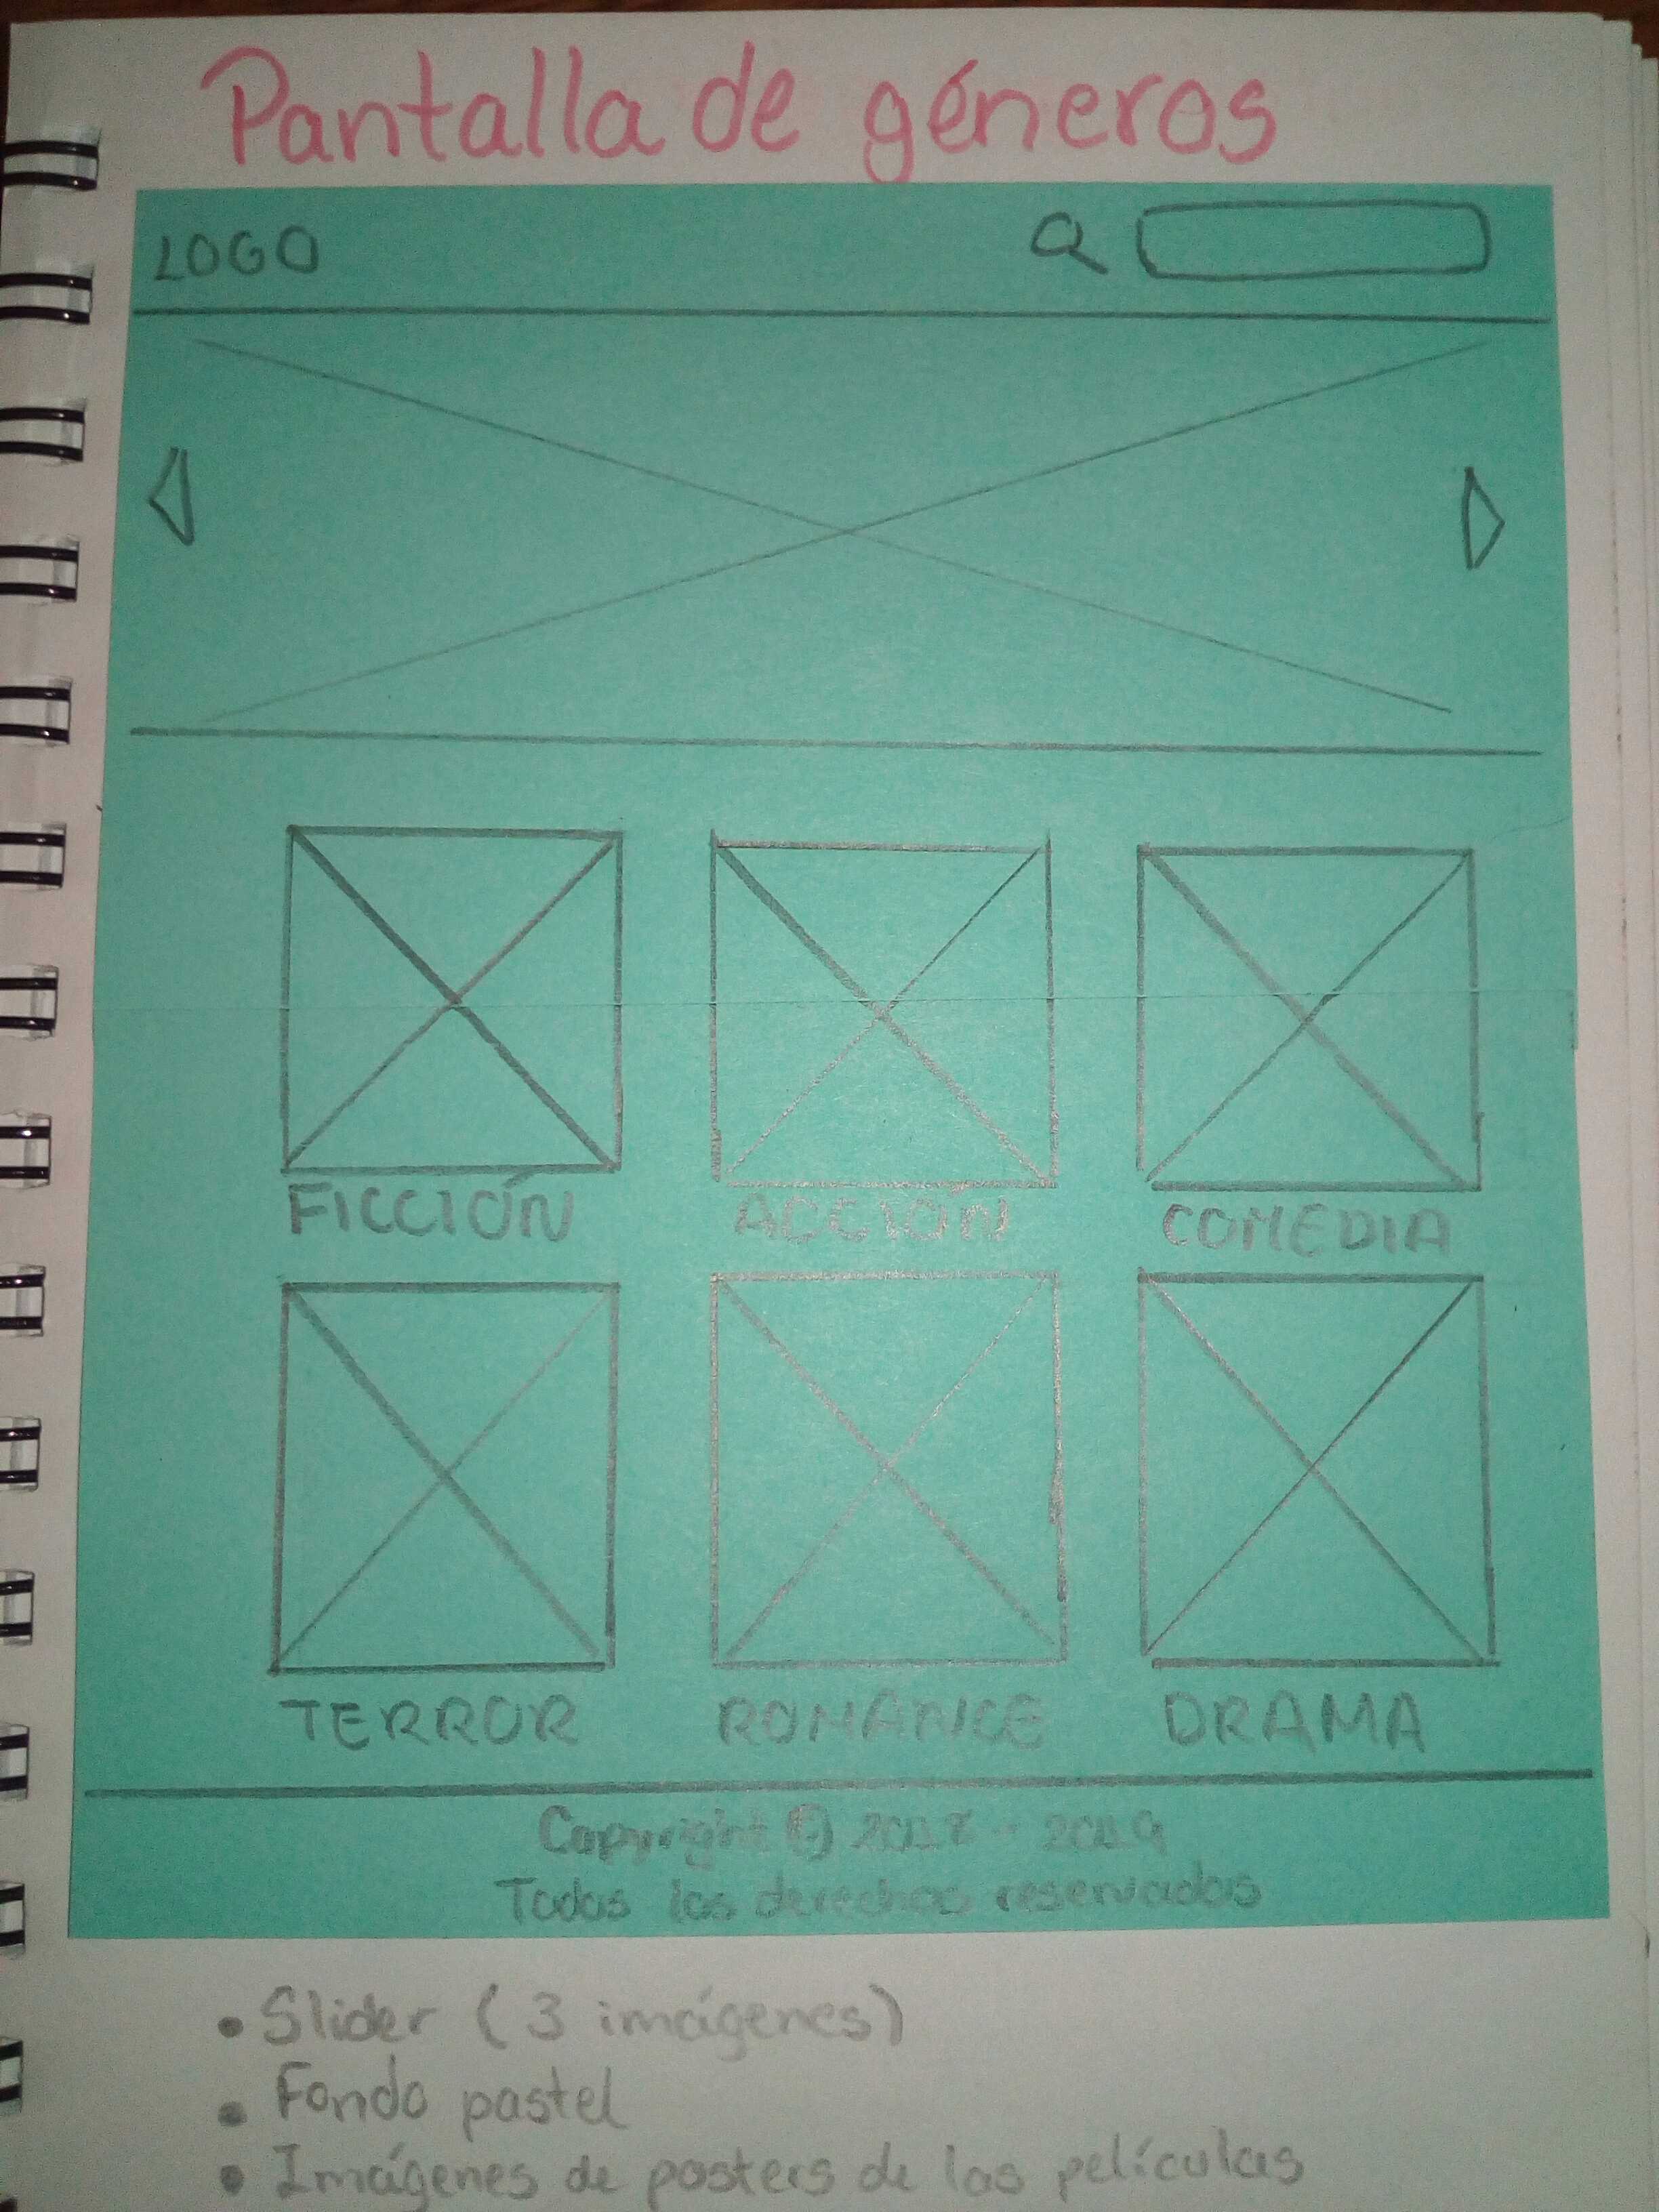 Pantalla de géneros
LOGO
FICCIÓN ACCIÓN COMEDIA
TERROR ROMANCE DRAMA
Copyright © 2018 - 2019
Todos los derechos reservados
• Slider (3 imágenes)
• Fondo pastel
• Imágenes de posters de las películas